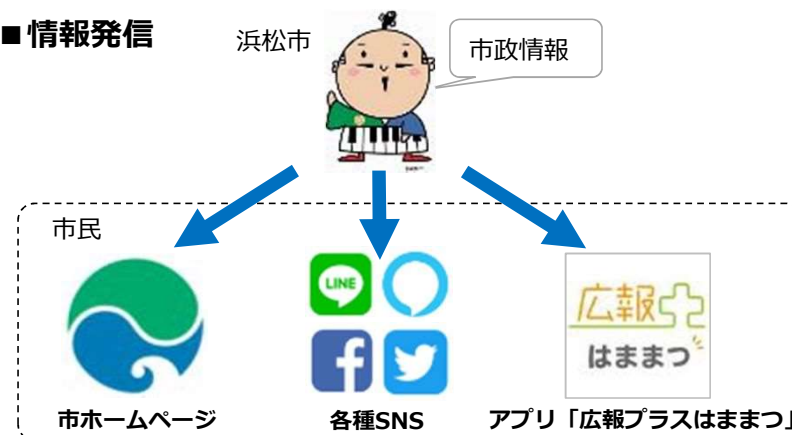 ■情報発信
浜松市
市政情報
市民
LINE
広報
はままつ
市ホームページ
各種SNS
アプリ「広報プラスはままつ」